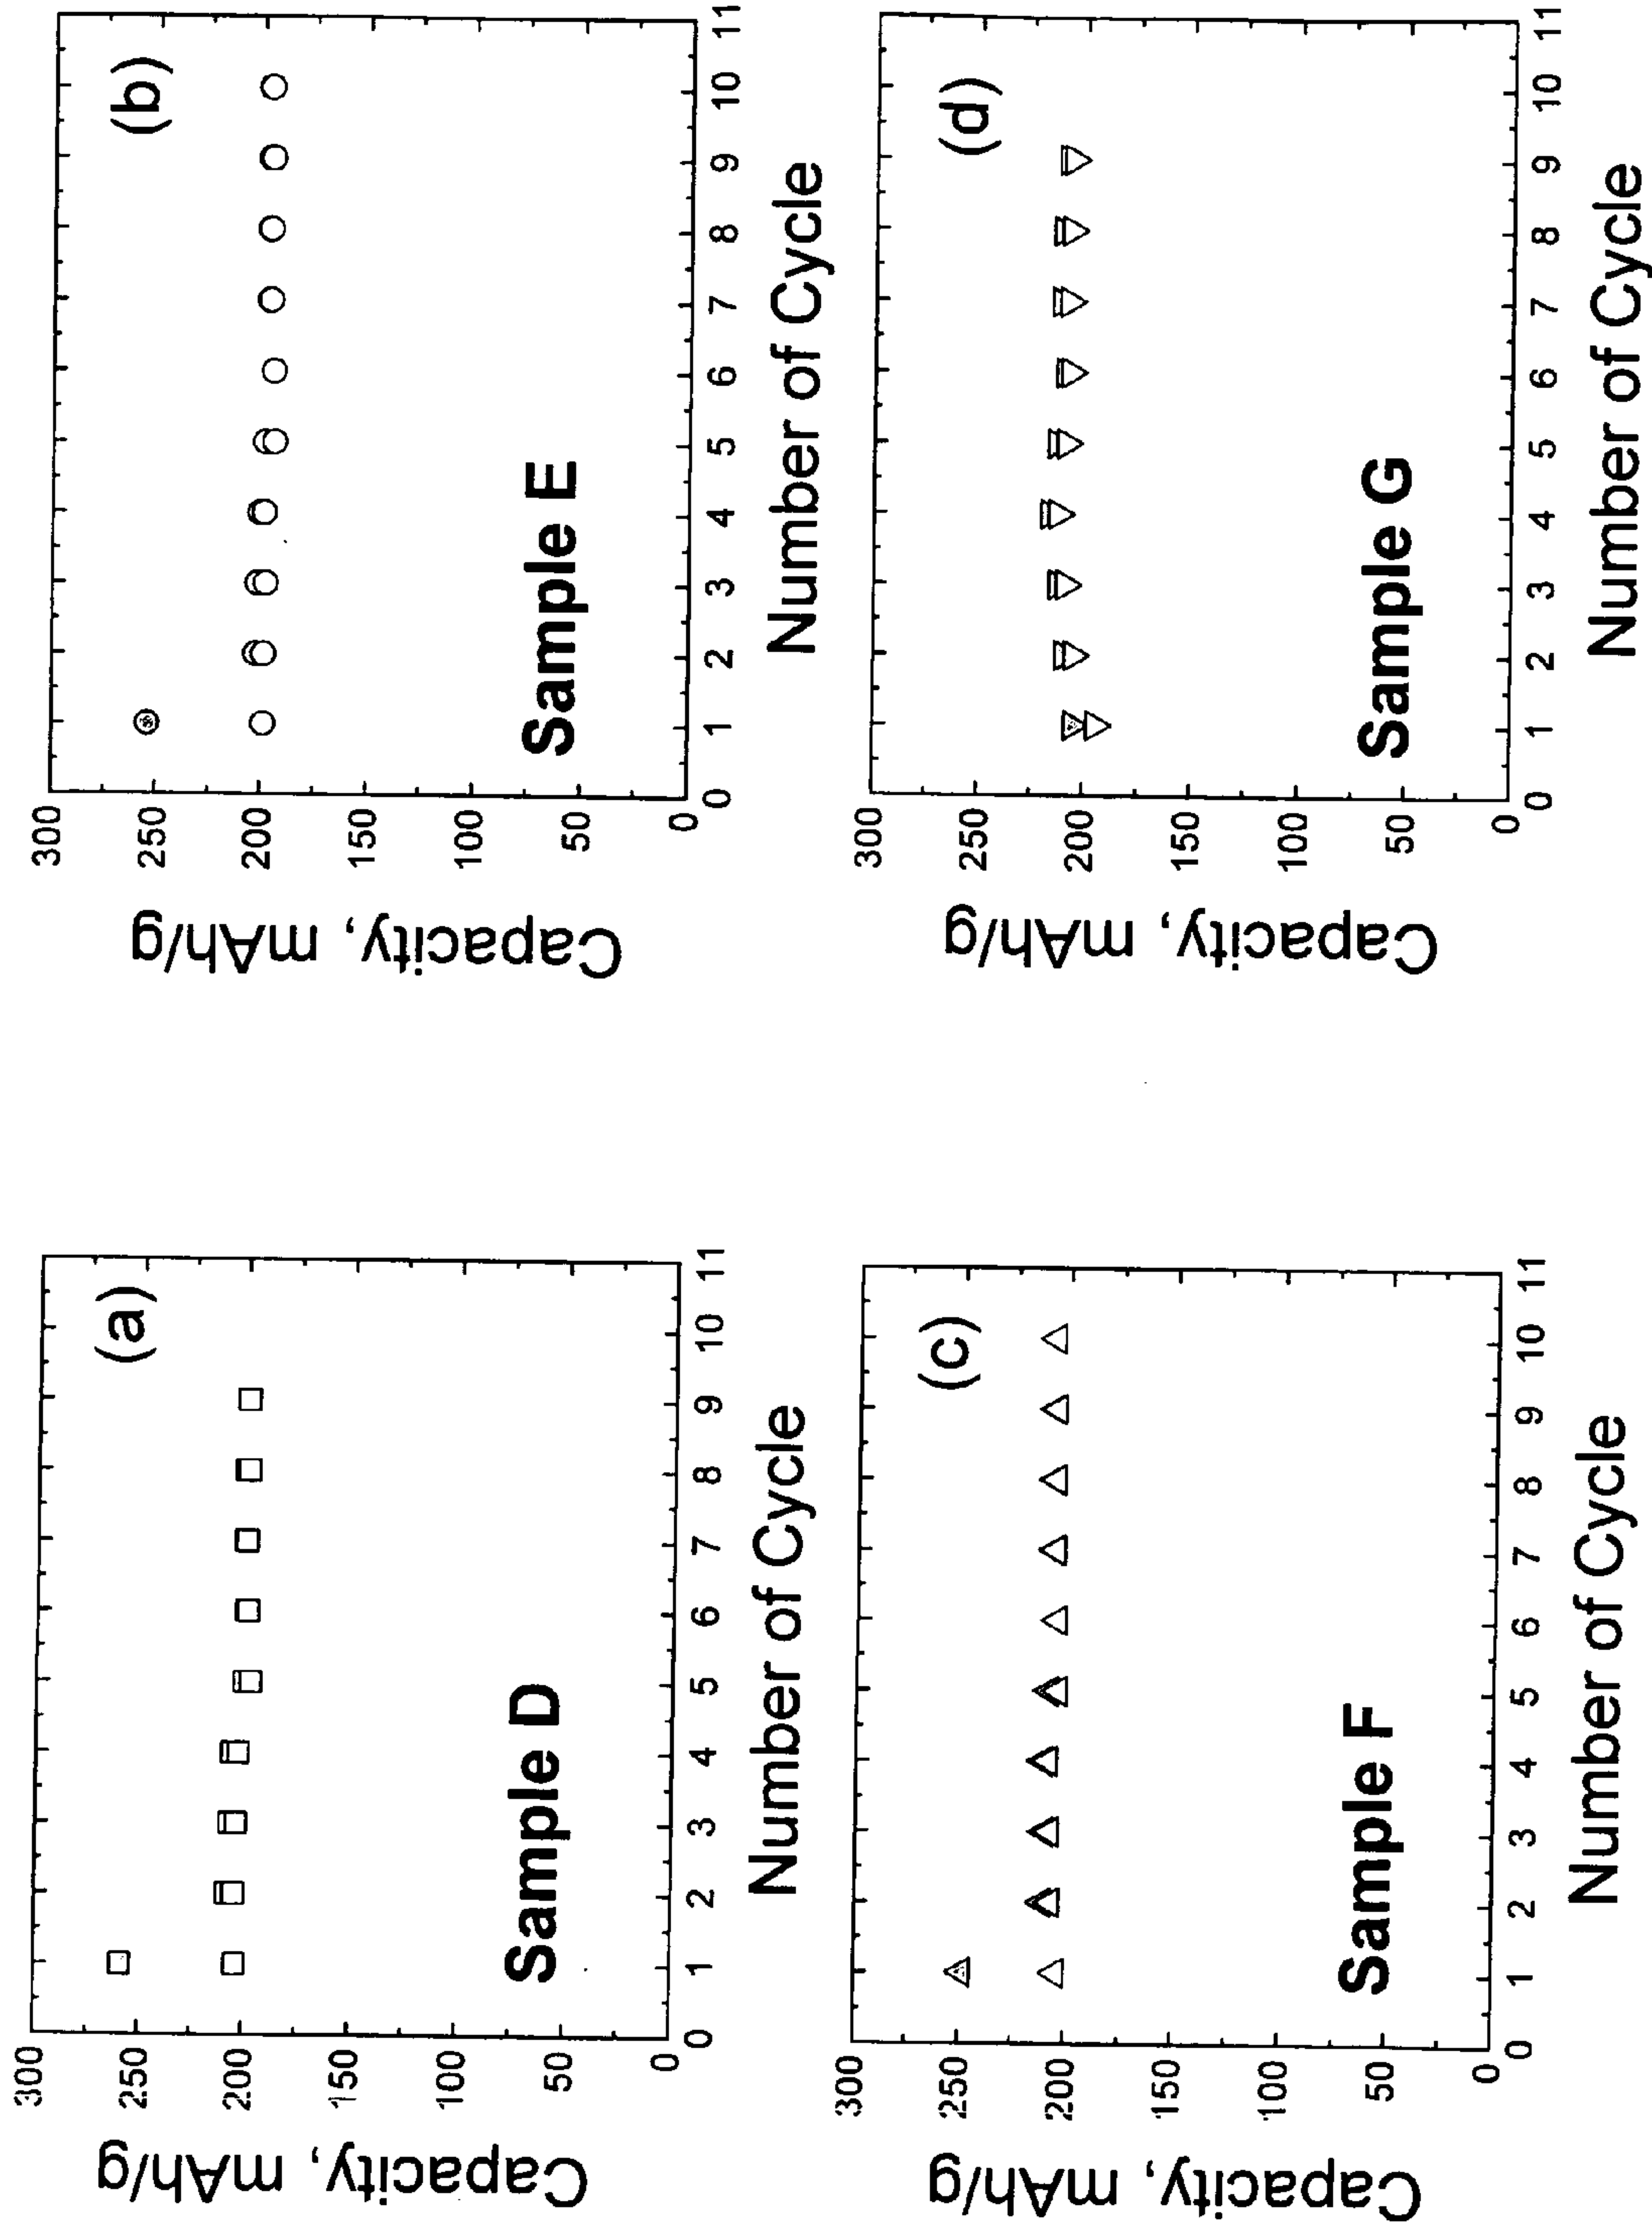 (a)
Sample D
Capacity, mAh/g
300
250
200
150
100
50
0
0 1 2 3 4 5 6 7 8 9 10 11
Number of Cycle
(b)
Sample E
Capacity, mAh/g
300
250
200
150
100
50
0
0 1 2 3 4 5 6 7 8 9 10 11
Number of Cycle
(c)
Sample F
Capacity, mAh/g
300
250
200
150
100
50
0
0 1 2 3 4 5 6 7 8 9 10 11
Number of Cycle
(d)
Sample G
Capacity, mAh/g
300
250
200
150
100
50
0
0 1 2 3 4 5 6 7 8 9 10 11
Number of Cycle